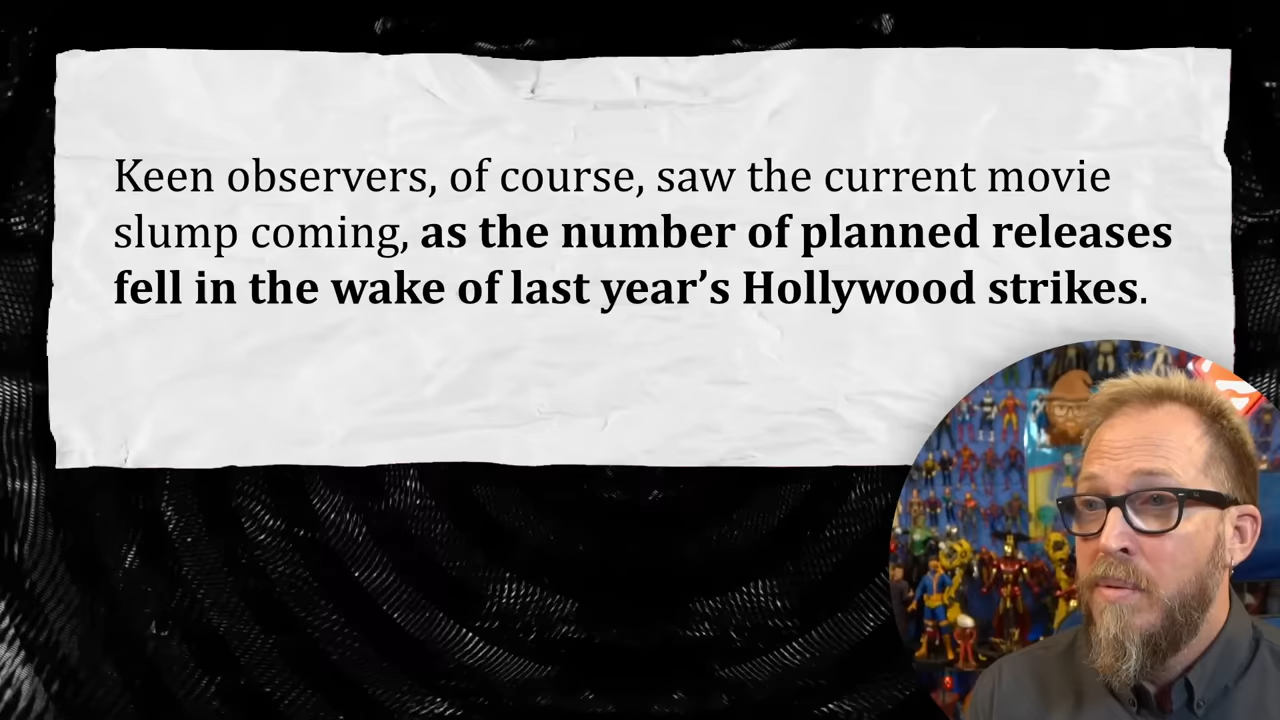 Keen observers, of course, saw the current movie
slump coming, as the number of planned releases
fell in the wake of last year’s Hollywood strikes.